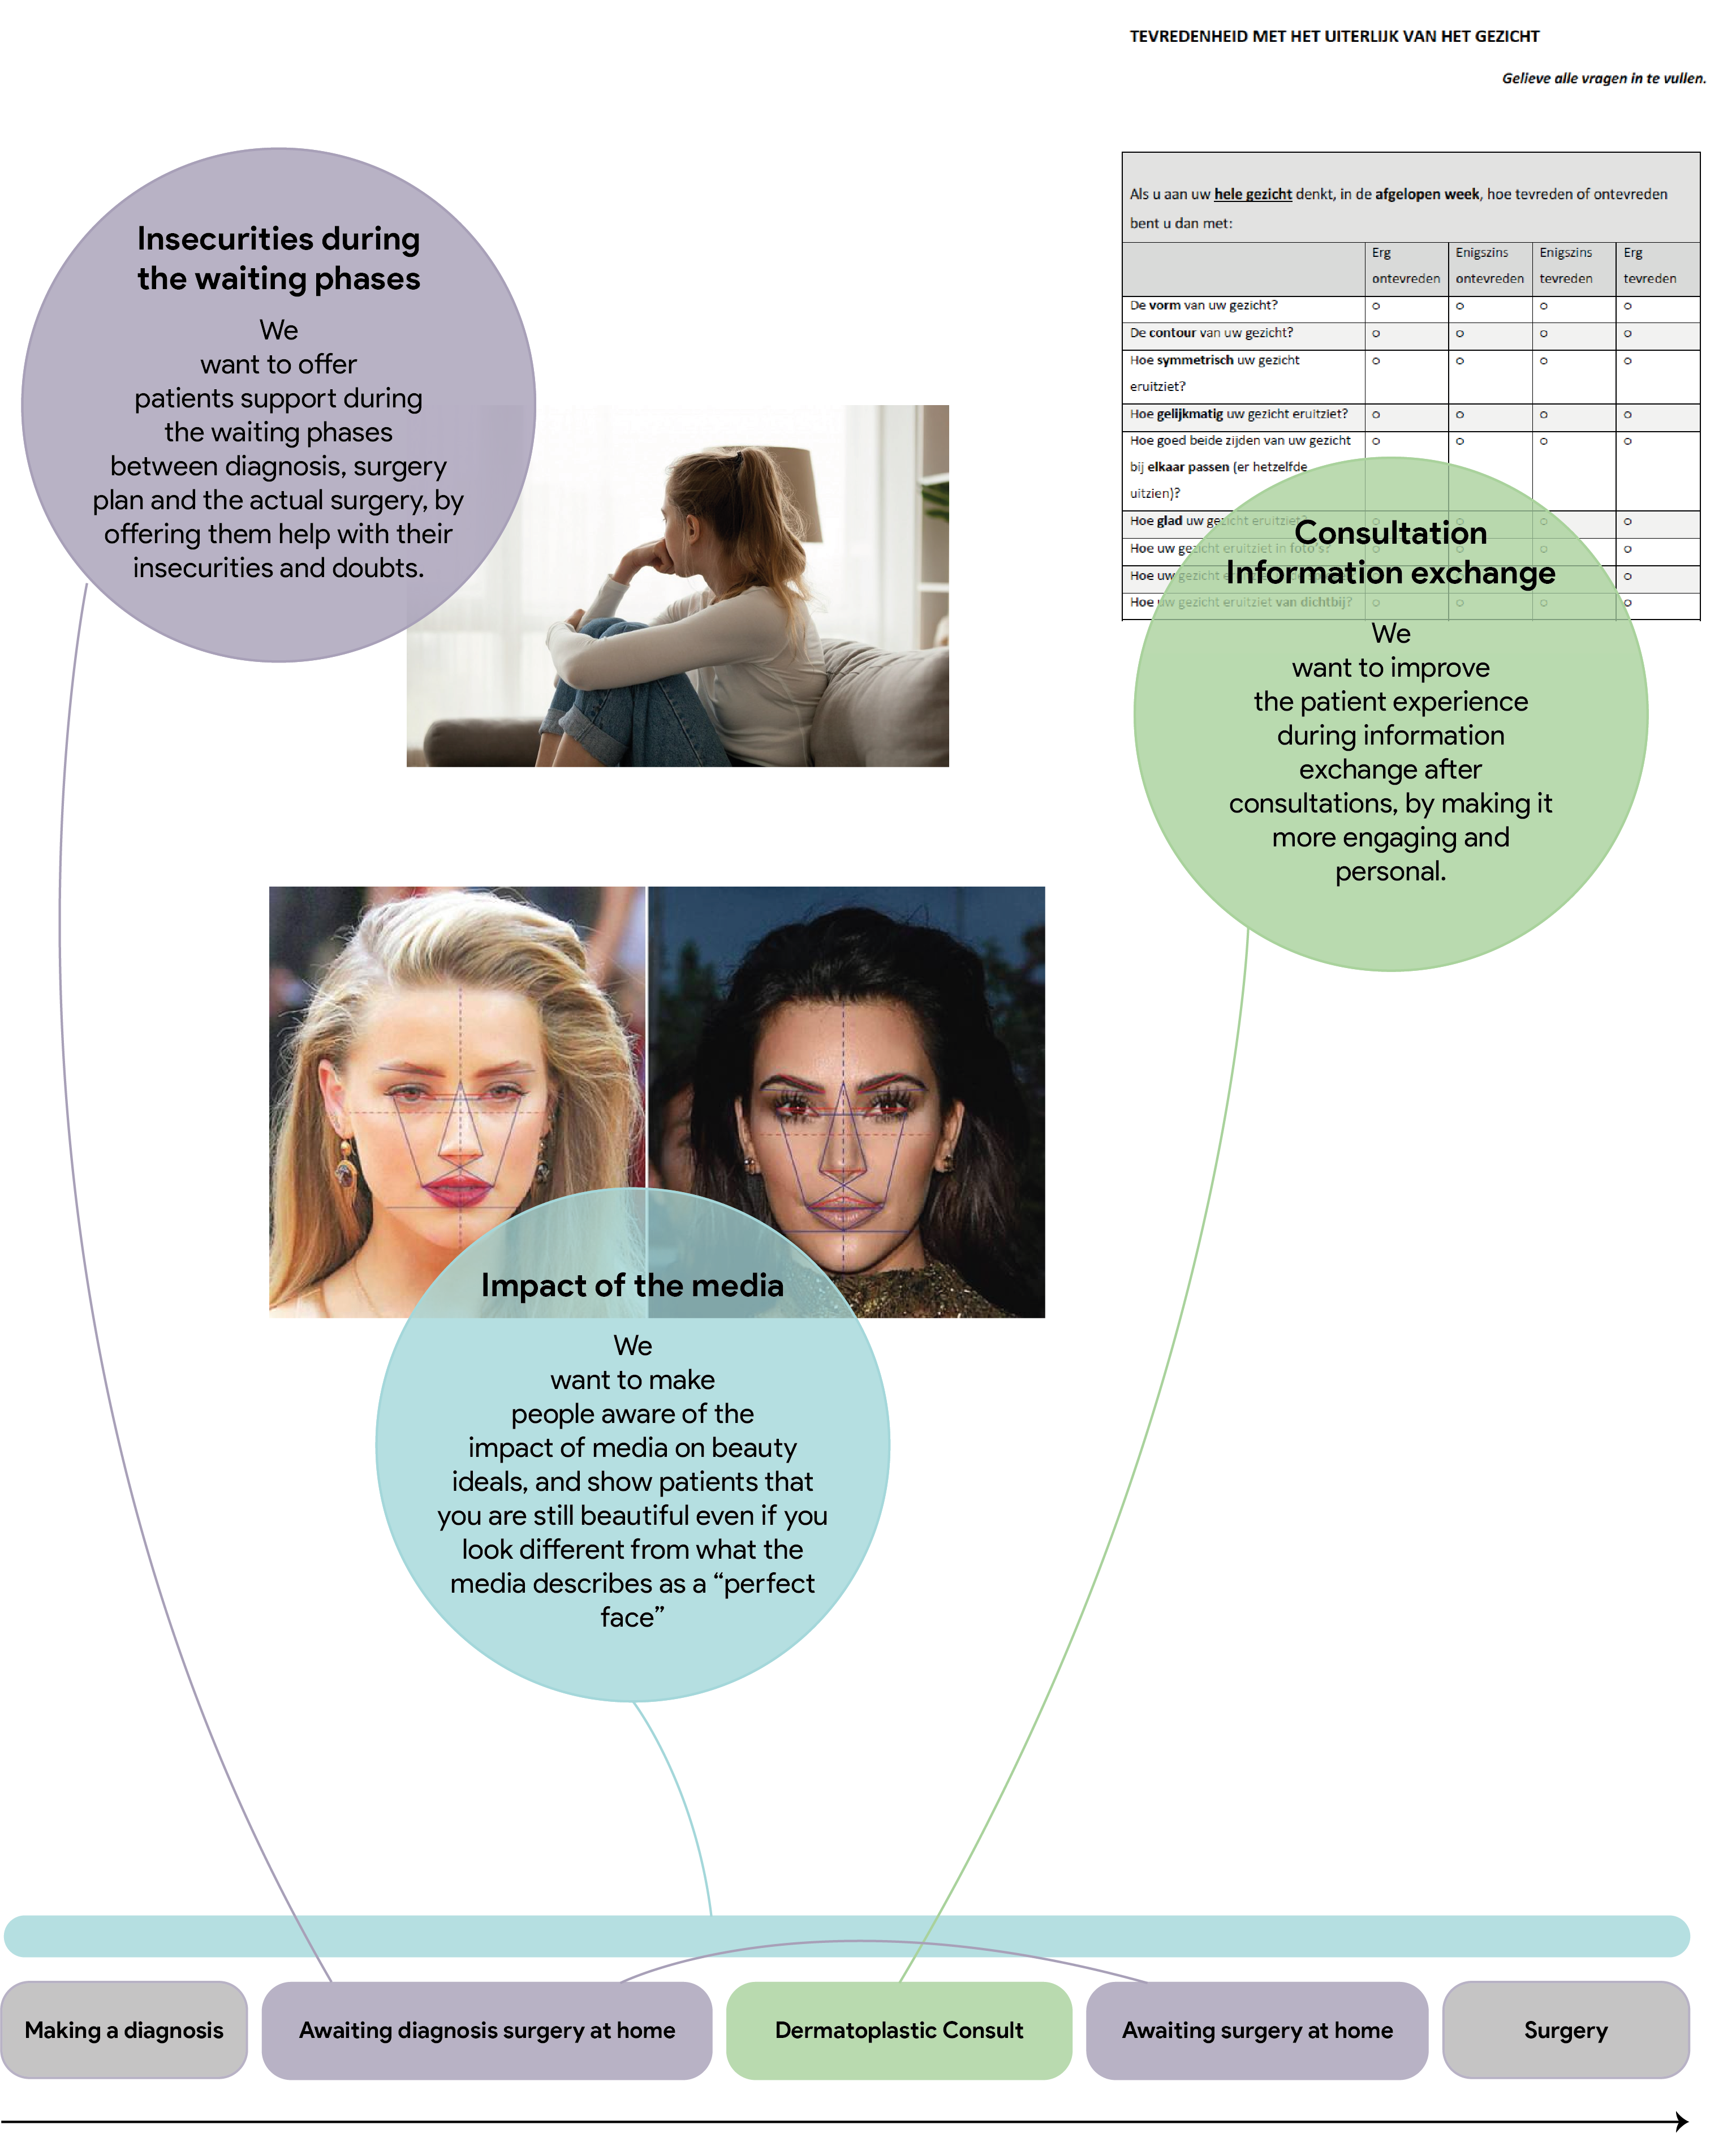 TEVREDENHEID MET HET UITERLIJK VAN HET GEZICHT
Gelieve alle vragen in te vullen.
Als u aan uw hele gezicht denkt, in de afgelopen week, hoe tevreden of ontevreden
bent u dan met:
Erg Enigszins Enigszins Erg
ontevreden ontevreden tevreden tevreden
De vorm van uw gezicht?
De contour van uw gezicht?
Hoe symmetrisch uw gezicht
eruitziet?
Hoe gelijkmatig uw gezicht eruitziet?
Hoe goed beide zijden van uw gezicht
bij elkaar passen (er hetzelfde
uitzien)?
Hoe glad uw gezicht eruitziet?
Hoe uw gezicht eruitziet in foto's?
Hoe uw gezicht
Hoe uw gezicht eruitziet van dichtbij?
Insecurities during
the waiting phases
We
want to offer
patients support during
the waiting phases
between diagnosis, surgery
plan and the actual surgery, by
offering them help with their
insecurities and doubts.
Consultation
Information exchange
We
want to improve
the patient experience
during information
exchange after
consultations, by making it
more engaging and
personal.
Impact of the media
We
want to make
people aware of the
impact of media on beauty
ideals, and show patients that
you are still beautiful even if you
look different from what the
media describes as a “perfect
face”
Making a diagnosis
Awaiting diagnosis surgery at home
Dermatoplastic Consult
Awaiting surgery at home
Surgery